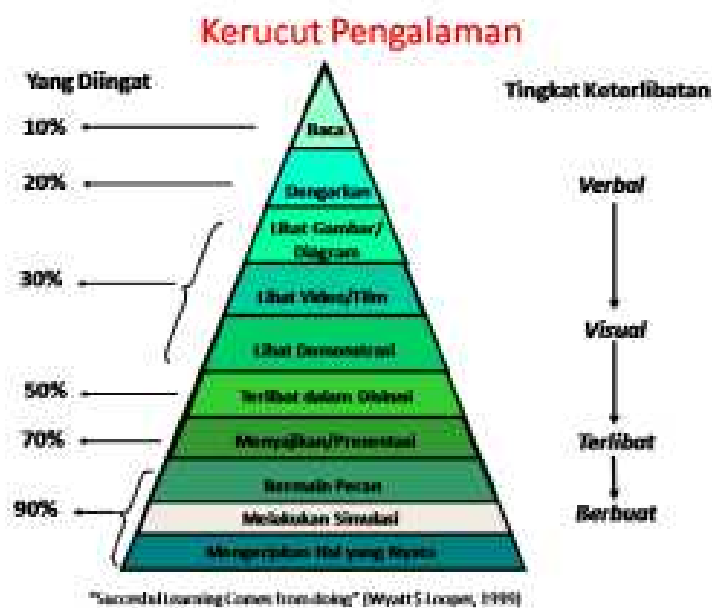 Kerucut Pengalaman
Yang Diingat
Tingkat Keterlibatan
10%
Baca
20%
Dengarkan
Verbal
Lihat Gambar/
Diagram
30%
Lihat Video/Film
Visual
Lihat Demonstrasi
50%
Terlibat dalam Diskusi
70%
Menyajikan/Presentasi
Terlibat
Bermain Peran
90%
Melakukan Simulasi
Berbuat
Mengerjakan Hal yang Nyata
Learning Comes from doing" (Wyatt S Looper, 1999)